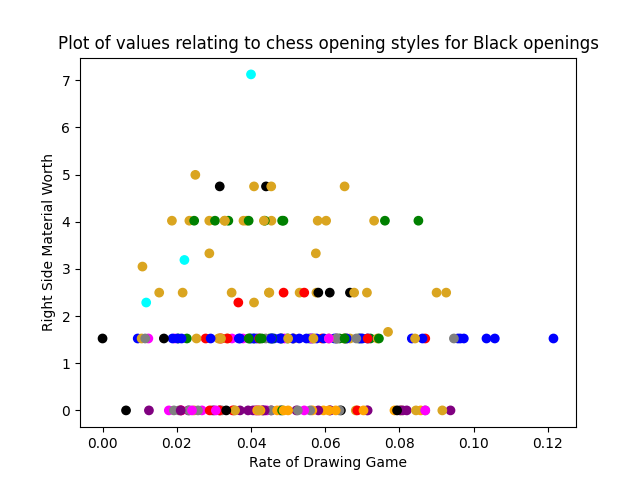 Plot of values relating to chess opening styles for Black openings
7
6
5
4
3
2
1
0
Right Side Material Worth
0.00 0.02 0.04 0.06 0.08 0.10 0.12
Rate of Drawing Game